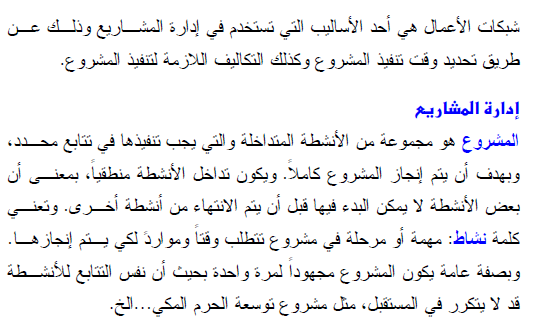 شبكات الأعمال هي أحد الأساليب التي تستخدم في إدارة المشاريع وذلك عن
طريق تحديد وقت تنفيذ المشروع وكذلك التكاليف اللازمة لتنفيذ المشروع.
إدارة المشاريع
المشروع هو مجموعة من الأنشطة المتداخلة والتي يجب تنفيذها في تتابع محدد،
وبهدف أن يتم إنجاز المشروع كاملاً. ويكون تداخل الأنشطة منطقياً، بمعنى أن
بعض الأنشطة لا يمكن البدء فيها قبل أن يتم الانتهاء من أنشطة أخرى. وتعني
كلمة نشاط: مهمة أو مرحلة في مشروع تتطلب وقتاً ومواردَ لكي يتم إنجازها.
وبصفة عامة يكون المشروع مجهوداً لمرة واحدة بحيث أن نفس التتابع للأنشطة
قد لا يتكرر في المستقبل، مثل مشروع توسعة الحرم المكي...الخ.